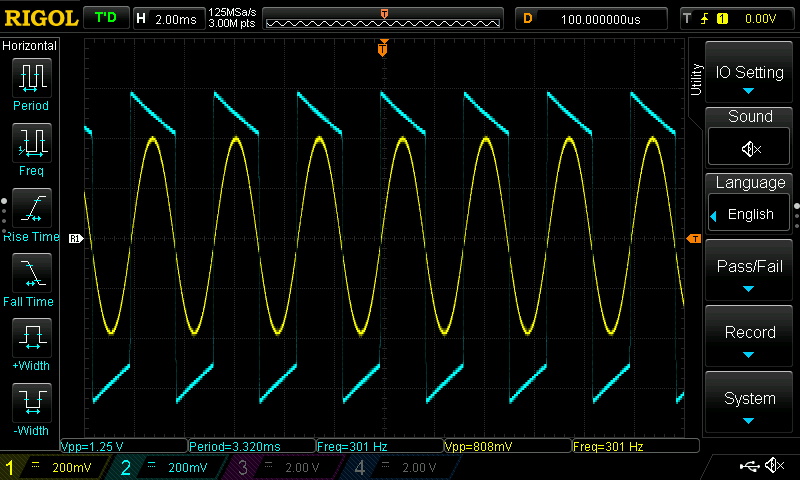 RIGOL T'D H 2.00ms 125MSa/s 3.00M pts T D 100.000000us T 1 0.00V
Horizontal
Period
Freq
Rise Time
Fall Time
+Width
-Width
T
R1
T
Utility
IO Setting
Sound
Language
English
Pass/Fail
Record
System
Vpp=1.25 V Period=3.320ms Freq=301 Hz Vpp=808mV Freq=301 Hz
1 200mV 2 200mV 3 2.00 V 4 2.00 V